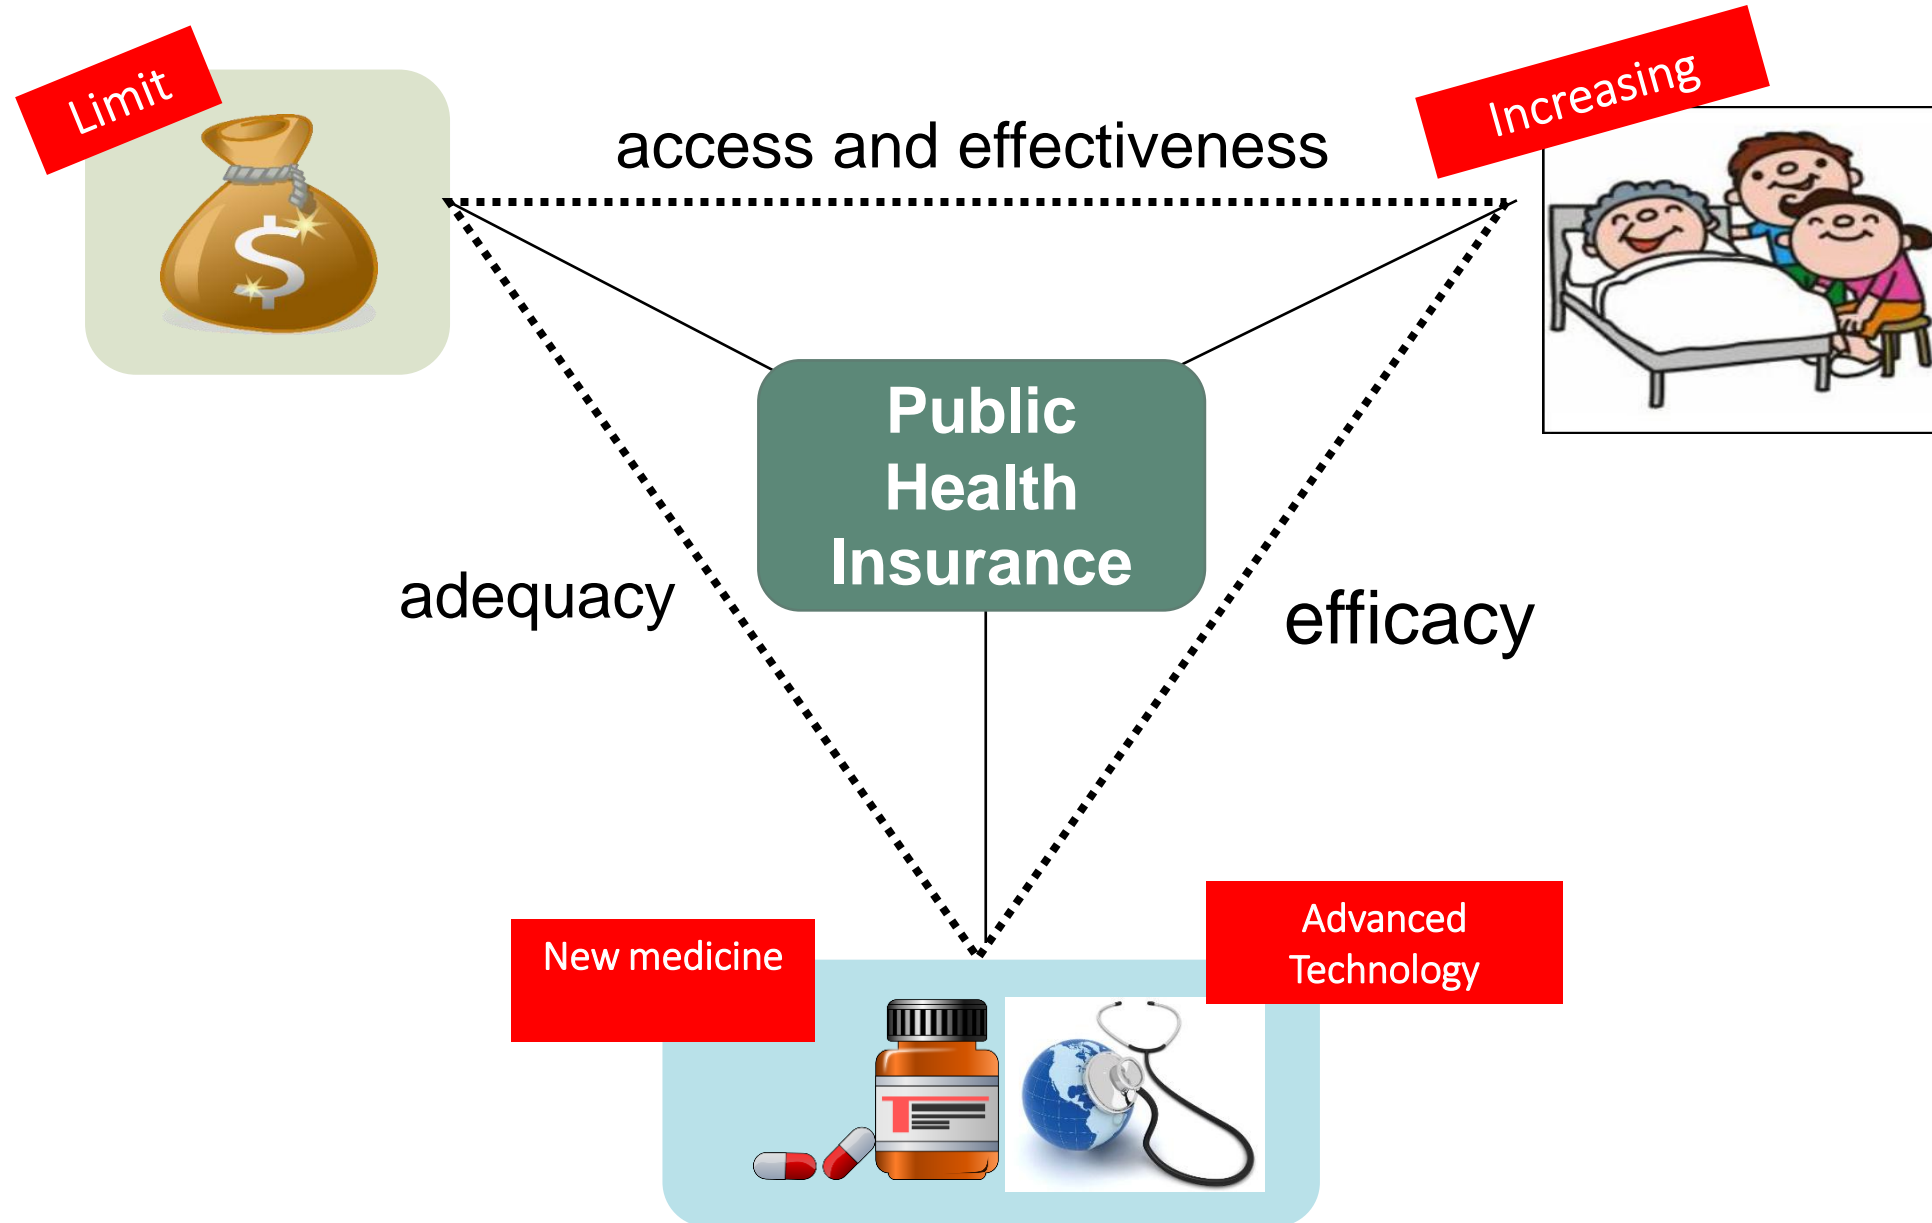 Limit
Increasing
access and effectiveness
$
Public
Health
Insurance
adequacy
efficacy
New medicine
Advanced
Technology